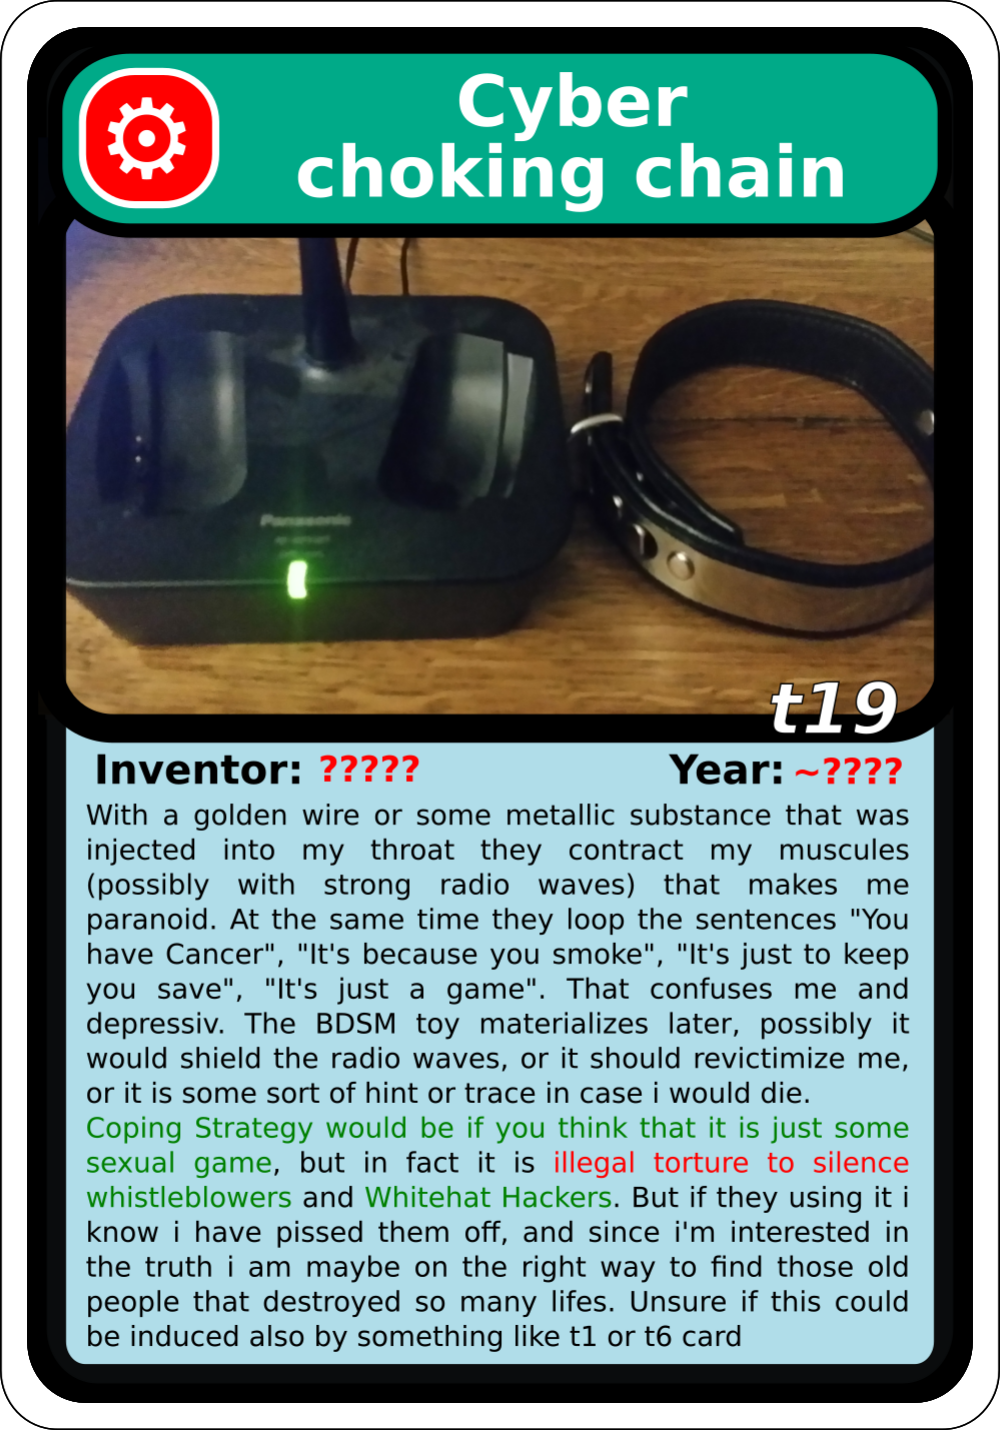 Cyber
choking chain
Panasonic
t19
Inventor: ?????
Year: ~????
With a golden wire or some metallic substance that was
injected into my throat they contract my muscules
(possibly with strong radio waves) that makes me
paranoid. At the same time they loop the sentences "You
have Cancer", "It's because you smoke", "It's just to keep
you save", "It's just a game". That confuses me and
depressiv. The BDSM toy materializes later, possibly it
would shield the radio waves, or it should revictimize me,
or it is some sort of hint or trace in case i would die.
Coping Strategy would be if you think that it is just some
sexual game, but in fact it is illegal torture to silence
whistleblowers and Whitehat Hackers. But if they using it i
know i have pissed them off, and since i'm interested in
the truth i am maybe on the right way to find those old
people that destroyed so many lifes. Unsure if this could
be induced also by something like t1 or t6 card